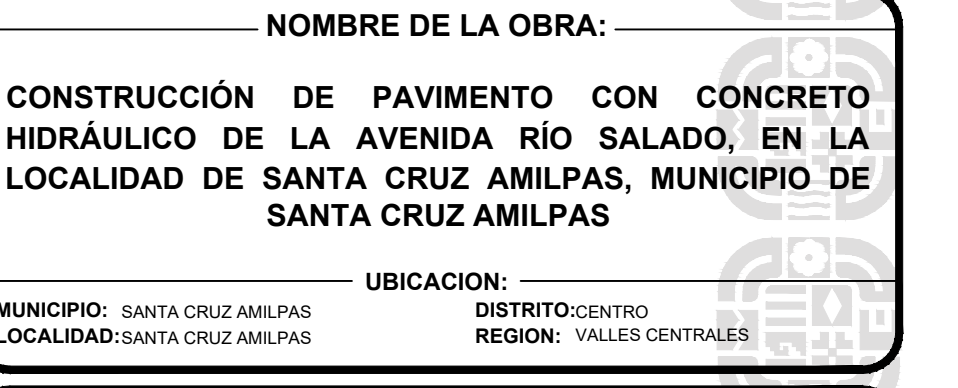 NOMBRE DE LA OBRA:
CONSTRUCCIÓN DE PAVIMENTO CON CONCRETO
HIDRÁULICO DE LA AVENIDA RÍO SALADO, EN LA
LOCALIDAD DE SANTA CRUZ AMILPAS, MUNICIPIO DE
SANTA CRUZ AMILPAS
UBICACION:
MUNICIPIO: SANTA CRUZ AMILPAS DISTRITO:CENTRO
LOCALIDAD:SANTA CRUZ AMILPAS REGION: VALLES CENTRALES